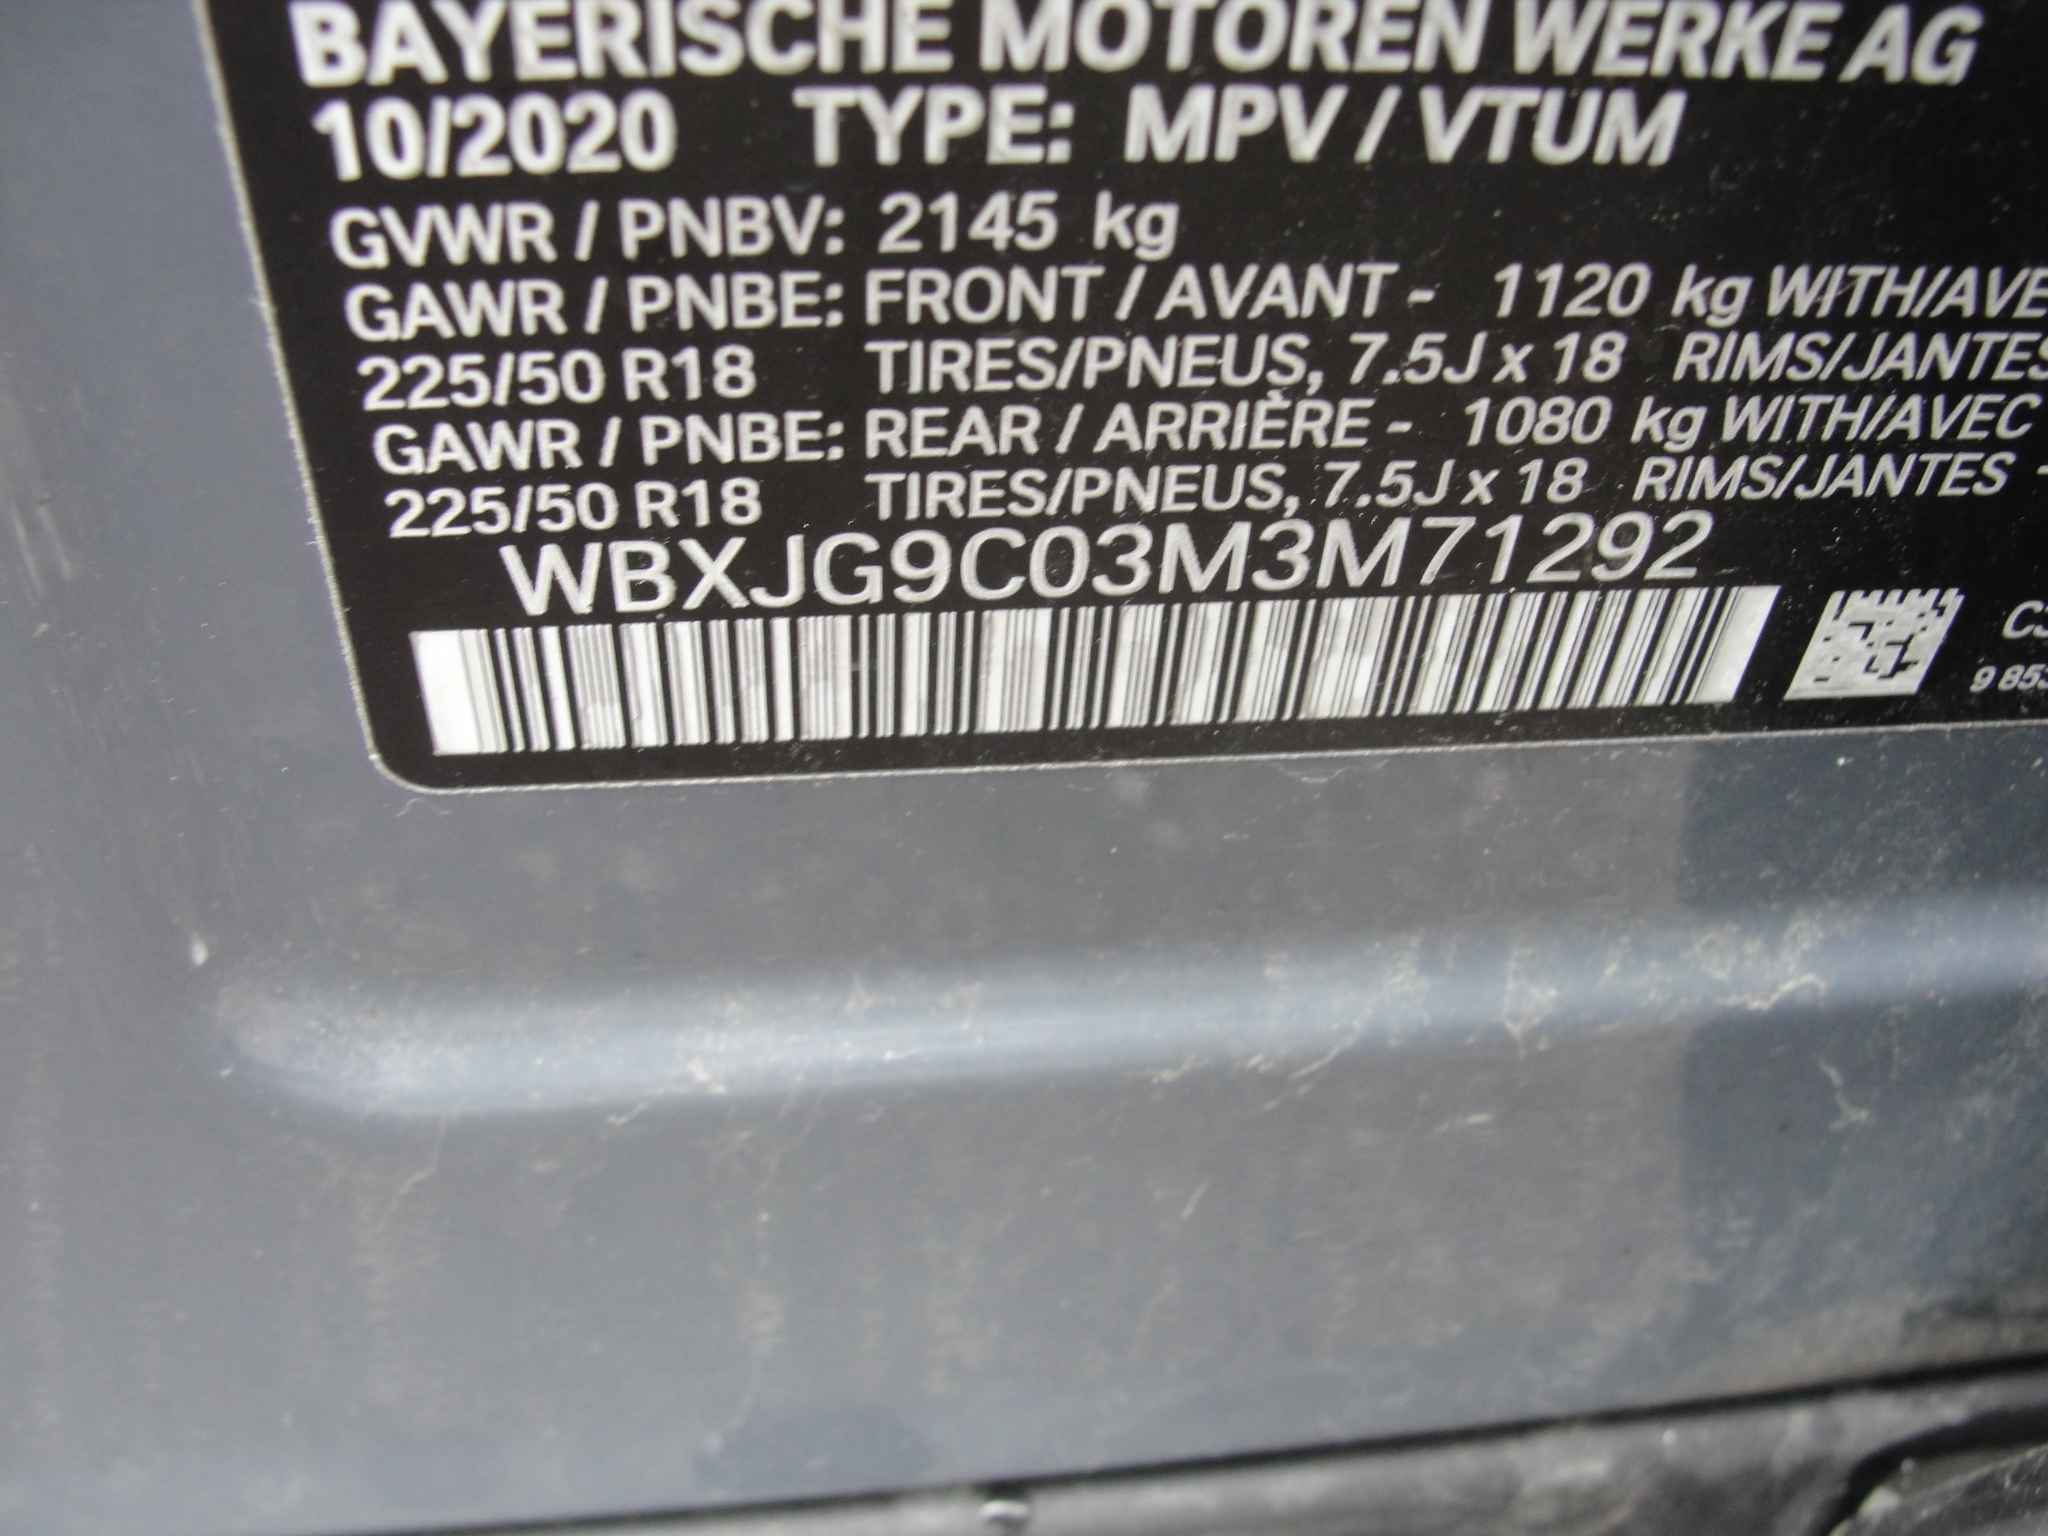 BAYERISCHE MOTOREN WERKE AG
10/2020 TYPE: MPV / VTUM
GVWR / PNBV: 2145 kg
GAWR / PNBE: FRONT / AVANT - 1120 kg WITH/AVE
225/50 R18 TIRES/PNEUS, 7.5J x 18 RIMS/JANTES
GAWR / PNBE: REAR / ARRIÈRE - 1080 kg WITH/AVEC
225/50 R18 TIRES/PNEUS, 7.5J x 18 RIMS/JANTES -
WBXJG9C03M3M71292
9 853